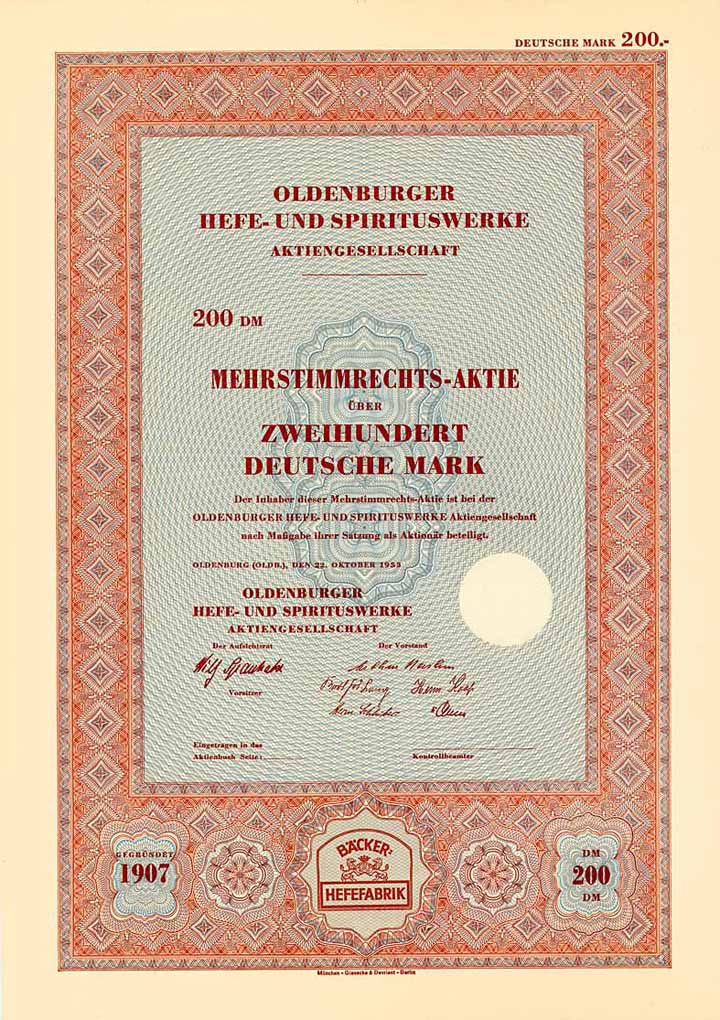 DEUTSCHE MARK 200.-
OLDENBURGER
HEFE- UND SPIRITUSWERKE
AKTIENGESELLSCHAFT
200 DM
MEHRSTIMMRECHTS-AKTIE
ÜBER
ZWEIHUNDERT
DEUTSCHE MARK
Der Inhaber dieser Mehrstimmrechts-Aktie ist bei der
OLDENBURGER HEFE- UND SPIRITUSWERKE Aktiengesellschaft
nach Maßgabe ihrer Satzung als Aktionär beteiligt.
OLDENBURG (OLDB.), DEN 22. OKTOBER 1953
OLDENBURGER
HEFE- UND SPIRITUSWERKE
AKTIENGESELLSCHAFT
Der Aufsichtsrat Der Vorstand
Vorsitzer
Eingetragen in das
Aktienbuch Seite: Kontrollbeamter
GEGRÜNDET
1907
BÄCKER-
HEFEFABRIK
DM
200
DM
München – Giesecke & Devrient – Berlin